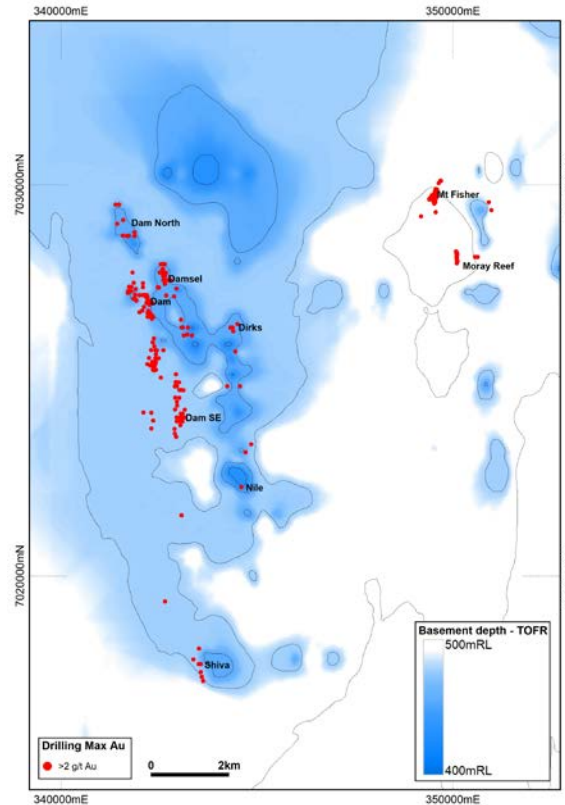 340000mE 350000mE
7030000mN
Mt Fisher
Dam North
Moray Reef
Damsel
Dam
Dirks
Dam SE
Nile
7020000mN
Basement depth - TOFR
500mRL
400mRL
Shiva
Drilling Max Au
>2 g/t Au
0 2km
340000mE 350000mE